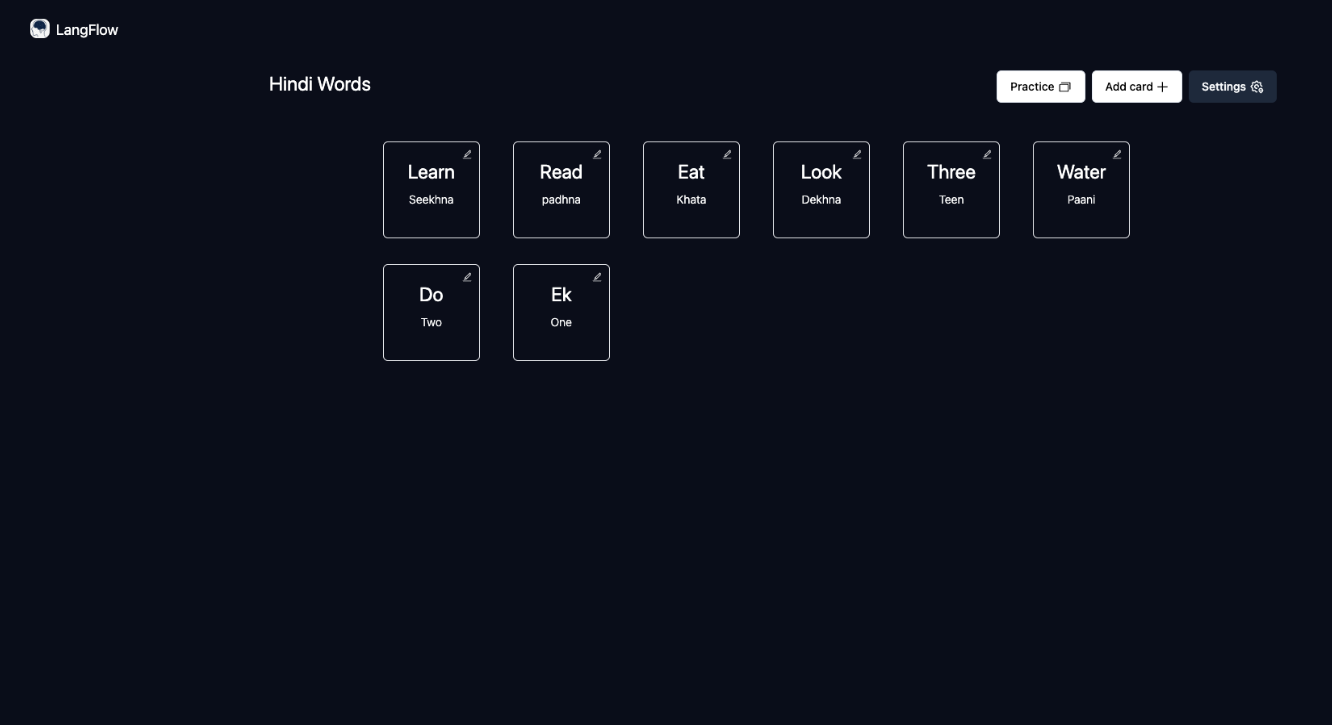 LangFlow
Hindi Words
Practice
Add card
Settings
Learn
Seekhna
Read
padhna
Eat
Khata
Look
Dekhna
Three
Teen
Water
Paani
Do
Two
Ek
One